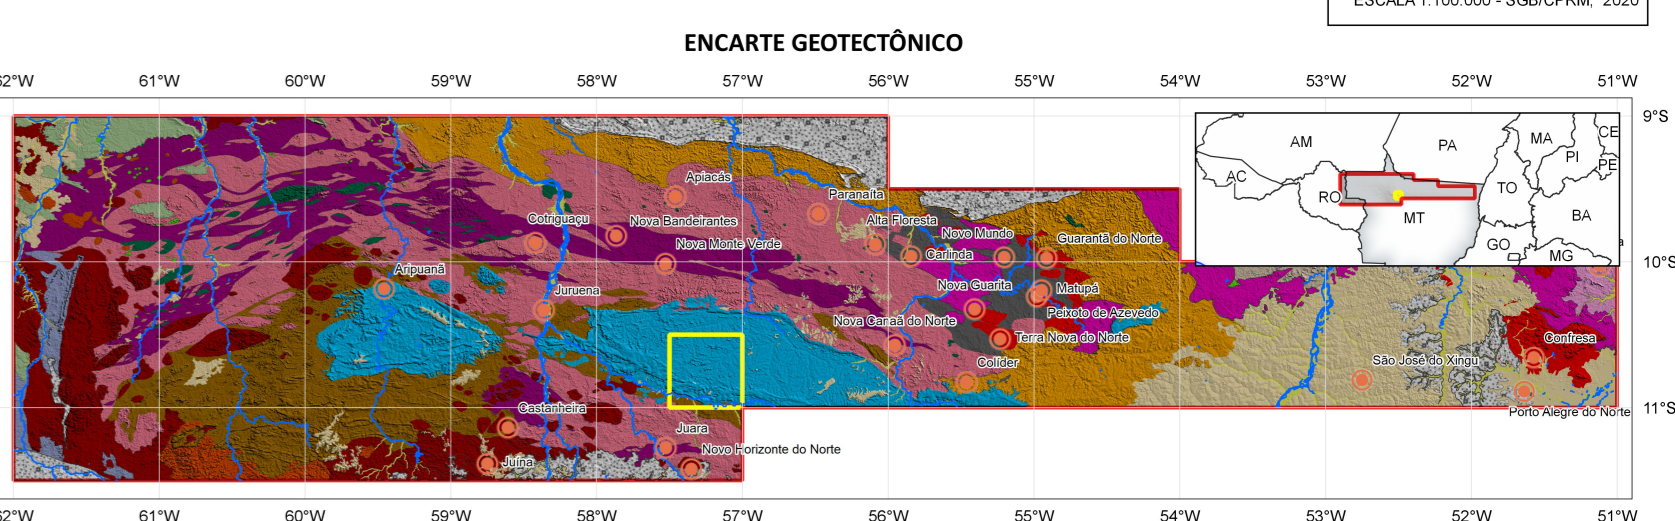 ESCALA 1:100.000 - SGB/CPRM, 2020
ENCARTE GEOTECTÔNICO
62°W 61°W 60°W 59°W 58°W 57°W 56°W 55°W 54°W 53°W 52°W 51°W
9°S
AM
PA
MA
CE
PI
PE
AC
RO
MT
TO
BA
GO
MG
Apiacás
Paranaíta
Cotriguaçu
Nova Bandeirantes
Alta Floresta
Novo Mundo
Guarantã do Norte
Nova Monte Verde
Carlinda
10°S
Aripuanã
Juruena
Nova Guarita
Matupá
Peixoto de Azevedo
Nova Canaã do Norte
Terra Nova do Norte
Confresa
Colíder
São José do Xingu
Castanheira
11°S
Porto Alegre do Norte
Juara
Novo Horizonte do Norte
Juína
62°W 61°W 60°W 59°W 58°W 57°W 56°W 55°W 54°W 53°W 52°W 51°W